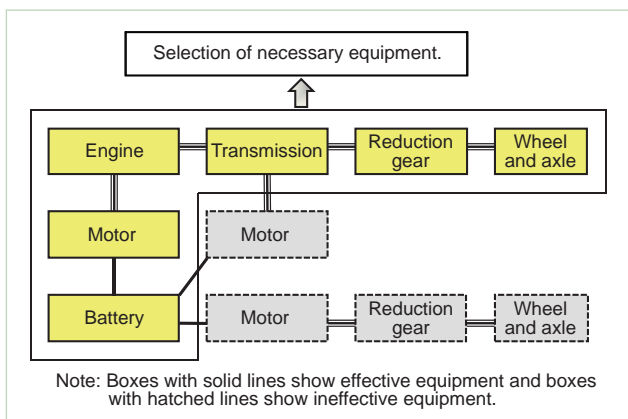 Selection of necessary equipment.
Engine
Transmission
Reduction
gear
Wheel
and axle
Motor
Motor
Battery
Motor
Reduction
gear
Wheel
and axle
Note: Boxes with solid lines show effective equipment and boxes
with hatched lines show ineffective equipment.